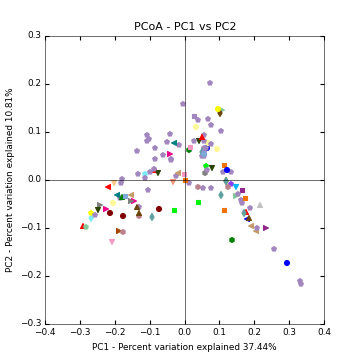 PCoA - PC1 vs PC2
0.3
0.2
0.1
0.0
−0.1
−0.2
−0.3
PC2 - Percent variation explained 10.81%
−0.4 −0.3 −0.2 −0.1 0.0 0.1 0.2 0.3 0.4
PC1 - Percent variation explained 37.44%